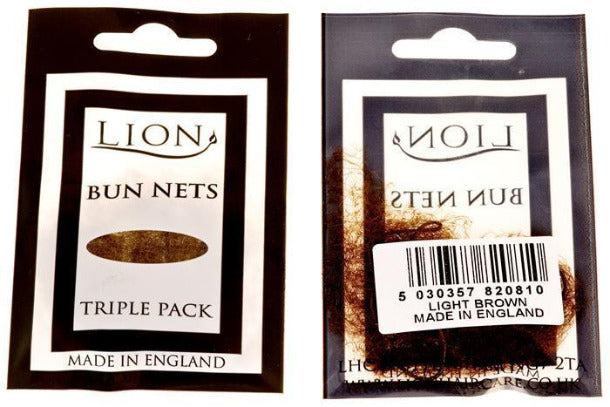 LION
BUN NETS
TRIPLE PACK
MADE IN ENGLAND
LION
BUN NETS
5 030357 820810
LIGHT BROWN
MADE IN ENGLAND
2TA